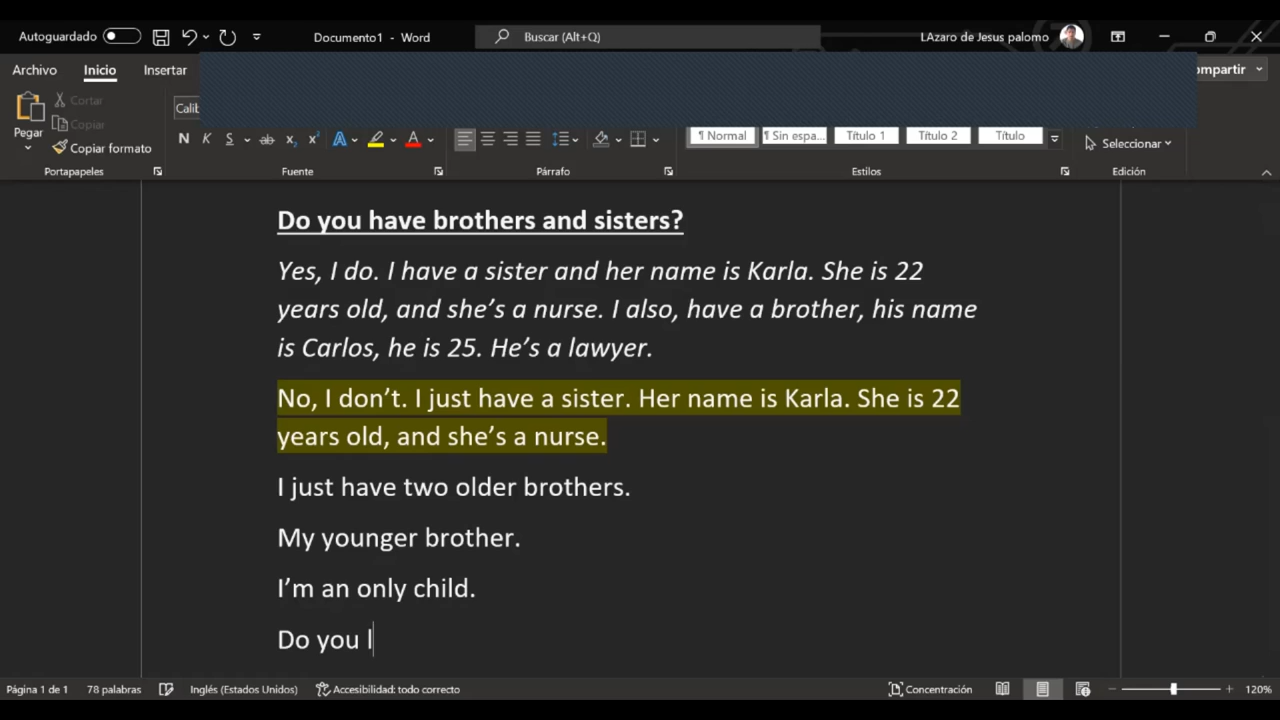 Autoguardado Documento1 - Word Buscar (Alt+Q) LAzaro de Jesus palomo
Archivo Inicio Insertar ompartir
Pegar Cortar Calib
Copiar
Copiar formato N K S ab x₂ x² A A ¶ Normal ¶ Sin espa... Título 1 Título 2 Título Seleccionar
Portapapeles Fuente Párrafo Estilos Edición
Do you have brothers and sisters?
Yes, I do. I have a sister and her name is Karla. She is 22
years old, and she’s a nurse. I also, have a brother, his name
is Carlos, he is 25. He’s a lawyer.
No, I don’t. I just have a sister. Her name is Karla. She is 22
years old, and she’s a nurse.
I just have two older brothers.
My younger brother.
I’m an only child.
Do you l
Página 1 de 1 78 palabras Inglés (Estados Unidos) Accesibilidad: todo correcto Concentración 120%